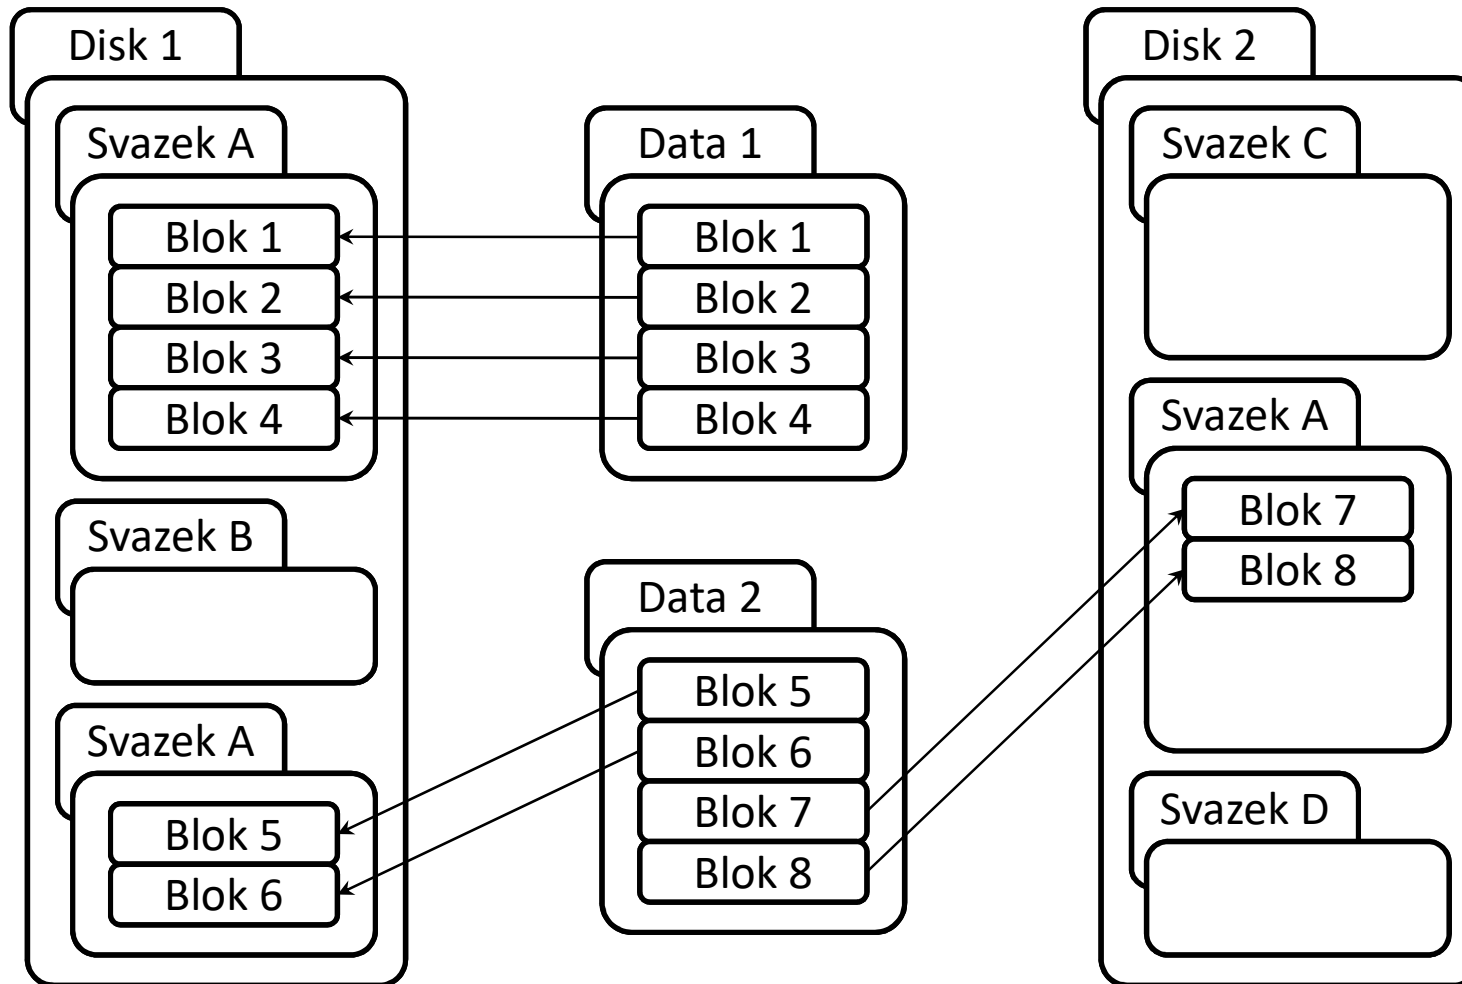 Disk 1
Svazek A
Blok 1
Blok 2
Blok 3
Blok 4
Svazek B
Svazek A
Blok 5
Blok 6
Data 1
Blok 1
Blok 2
Blok 3
Blok 4
Data 2
Blok 5
Blok 6
Blok 7
Blok 8
Disk 2
Svazek C
Svazek A
Blok 7
Blok 8
Svazek D